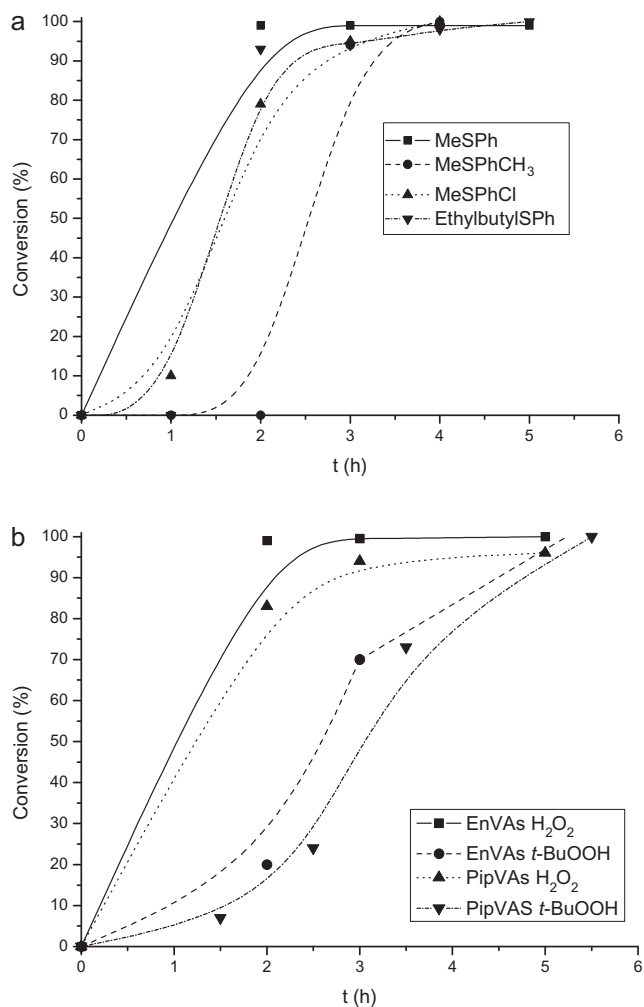 a
100
90
80
70
60
50
40
30
20
10
0
Conversion (%)
MeSPh
MeSPhCH₃
MeSPhCl
EthylbutylSPh
0 1 2 3 4 5 6
t (h)
b
100
90
80
70
60
50
40
30
20
10
0
Conversion (%)
EnVAs H₂O₂
EnVAs t-BuOOH
PipVAs H₂O₂
PipVAS t-BuOOH
0 1 2 3 4 5 6
t (h)